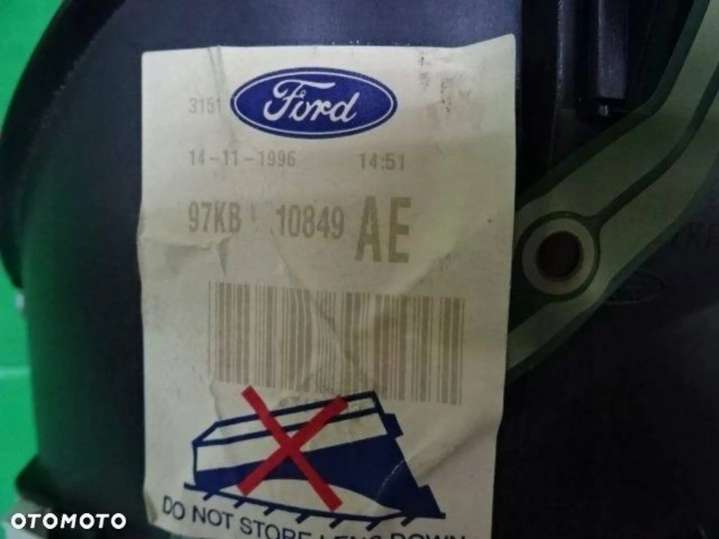 3151
Ford
14-11-1996 14:51
97KB 10849 AE
DO NOT STORE LENS DOWN
OTOMOTO